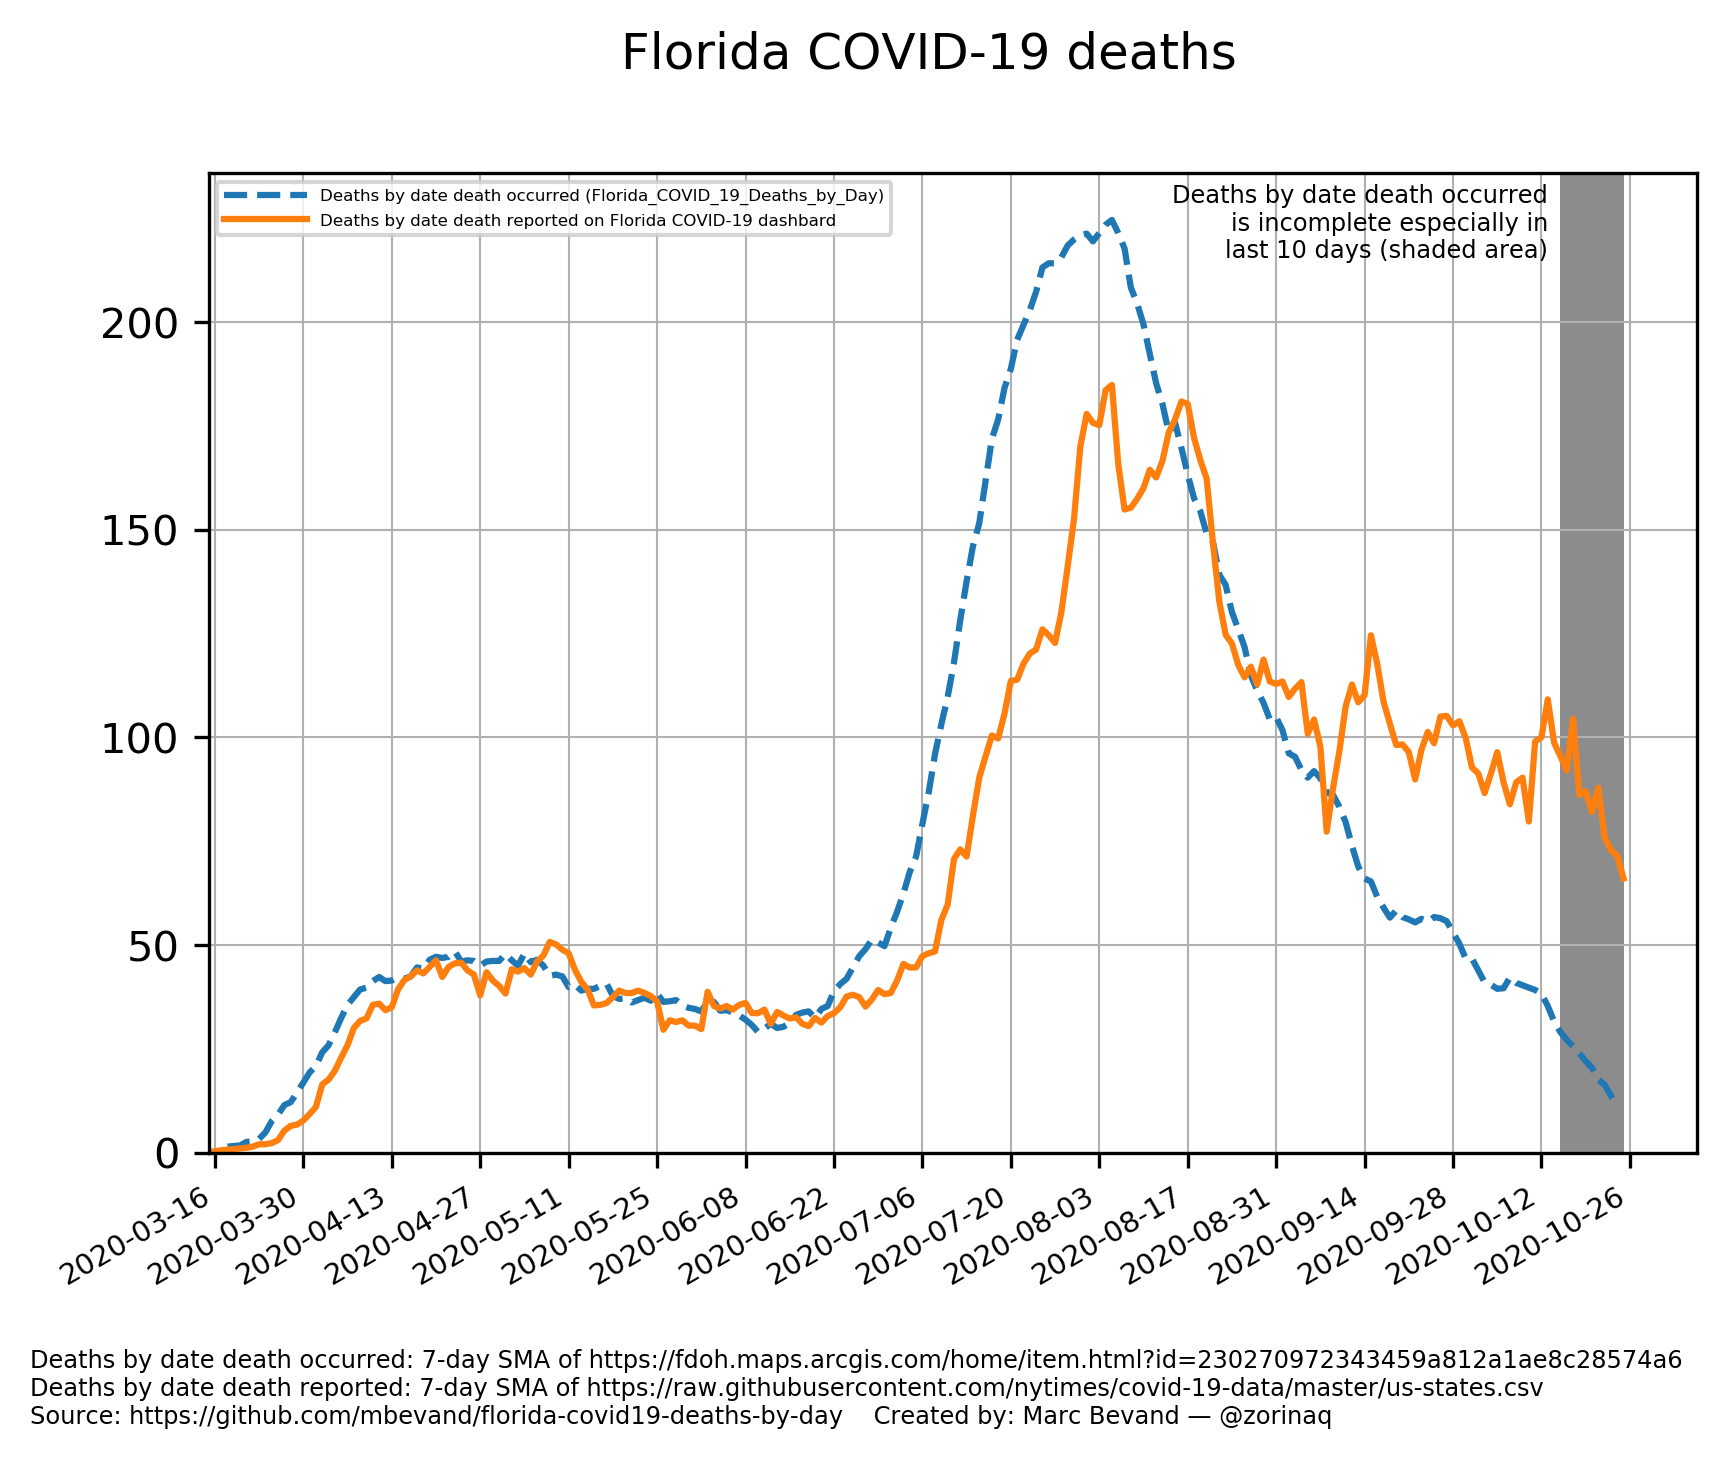 Florida COVID-19 deaths
Deaths by date death occurred (Florida_COVID_19_Deaths_by_Day)
Deaths by date death reported on Florida COVID-19 dashbard
Deaths by date death occurred
is incomplete especially in
last 10 days (shaded area)
200
150
100
50
0
2020-03-16
2020-03-30
2020-04-13
2020-04-27
2020-05-11
2020-05-25
2020-06-08
2020-06-22
2020-07-06
2020-07-20
2020-08-03
2020-08-17
2020-08-31
2020-09-14
2020-09-28
2020-10-12
2020-10-26
Deaths by date death occurred: 7-day SMA of https://fdoh.maps.arcgis.com/home/item.html?id=230270972343459a812a1ae8c28574a6
Deaths by date death reported: 7-day SMA of https://raw.githubusercontent.com/nytimes/covid-19-data/master/us-states.csv
Source: https://github.com/mbevand/florida-covid19-deaths-by-day    Created by: Marc Bevand — @zorinaq